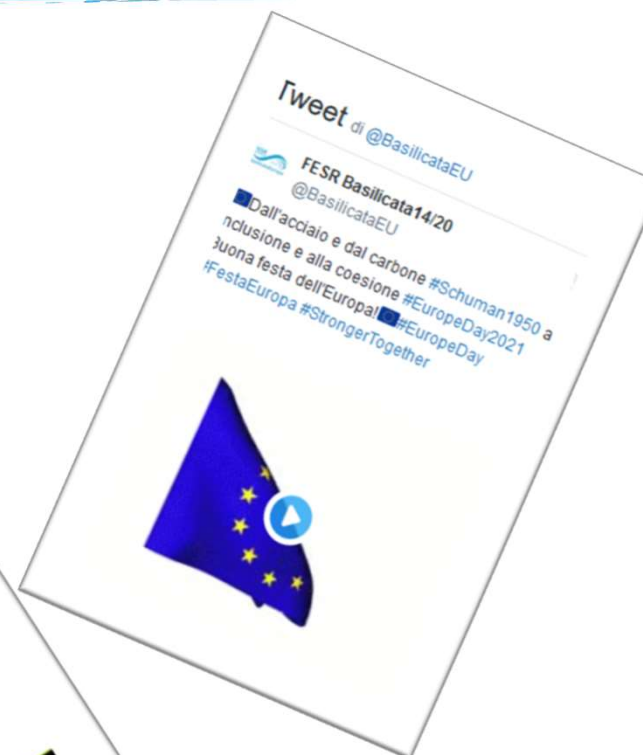 Tweet di @BasilicataEU
FESR Basilicata14/20
@BasilicataEU
🇪🇺Dall'acciaio e dal carbone #Schuman1950 a
nclusione e alla coesione #EuropeDay2021
Buona festa dell'Europa!🇪🇺#EuropeDay
#FestaEuropa #StrongerTogether